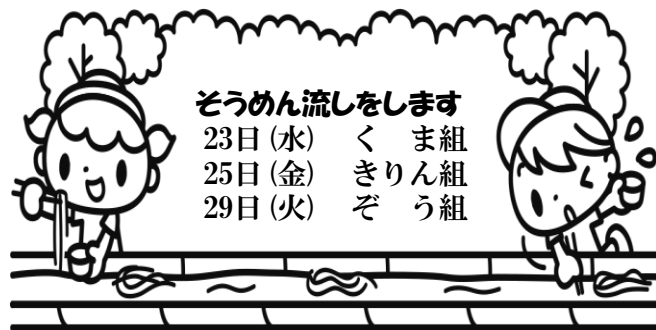 そうめん流しをします
23日(水)　く　ま組
25日(金)　きりん組
29日(火)　ぞ　う組